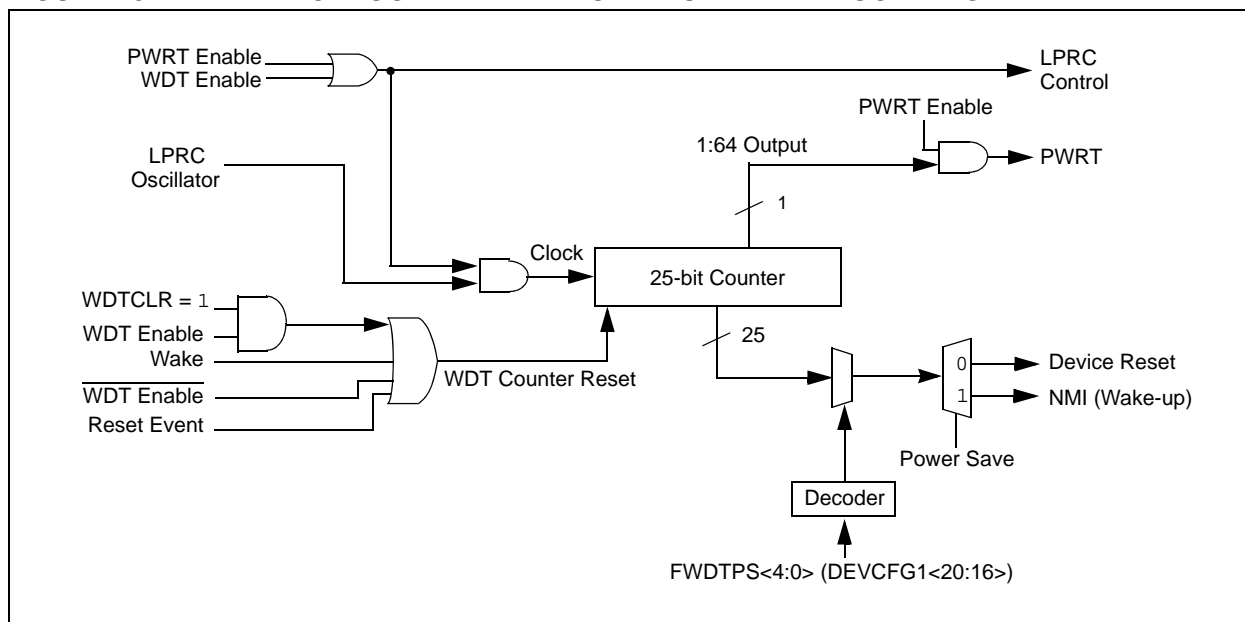 PWRT Enable
WDT Enable
LPRC
Control
PWRT Enable
1:64 Output
PWRT
LPRC
Oscillator
1
Clock
25-bit Counter
WDTCLR = 1
WDT Enable
Wake
25
WDT Counter Reset
WDT Enable
Reset Event
0
Device Reset
1
NMI (Wake-up)
Power Save
Decoder
FWDTPS<4:0> (DEVCFG1<20:16>)